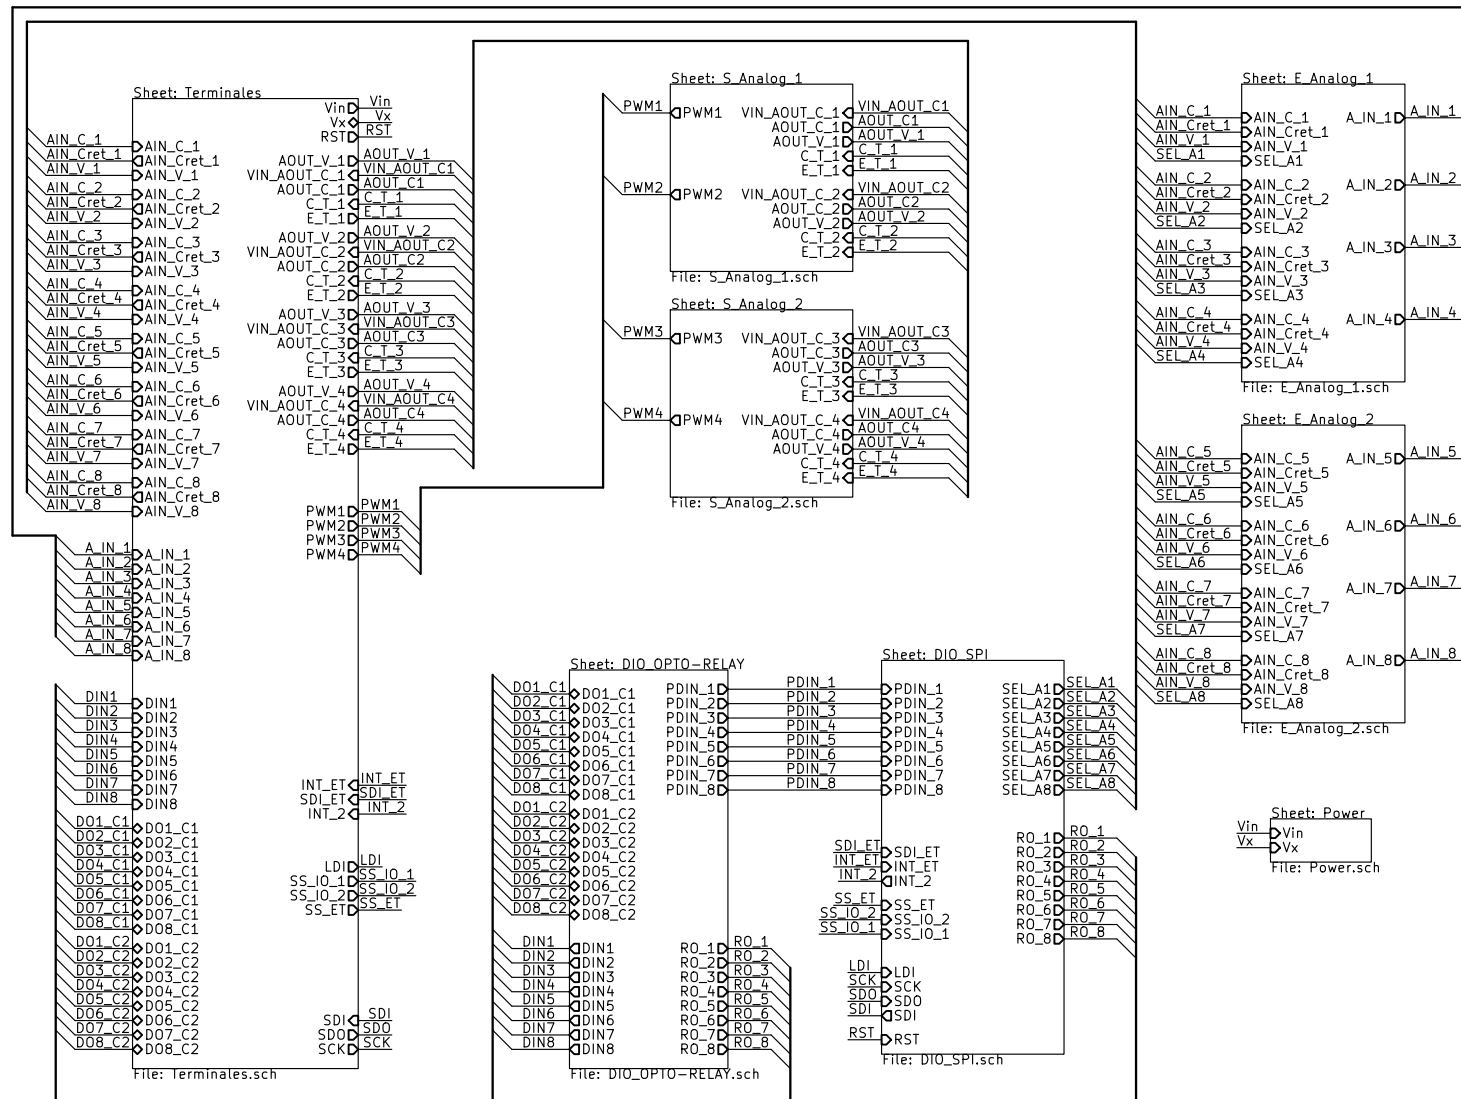 Sheet: Terminales
Vin Vin
Vx Vx
RST RST
AIN_C_1 AIN_C_1
AIN_Cret_1 AIN_Cret_1
AIN_V_1 AIN_V_1
AIN_C_2 AIN_C_2
AIN_Cret_2 AIN_Cret_2
AIN_V_2 AIN_V_2
AIN_C_3 AIN_C_3
AIN_Cret_3 AIN_Cret_3
AIN_V_3 AIN_V_3
AIN_C_4 AIN_C_4
AIN_Cret_4 AIN_Cret_4
AIN_V_4 AIN_V_4
AIN_C_5 AIN_C_5
AIN_Cret_5 AIN_Cret_5
AIN_V_5 AIN_V_5
AIN_C_6 AIN_C_6
AIN_Cret_6 AIN_Cret_6
AIN_V_6 AIN_V_6
AIN_C_7 AIN_C_7
AIN_Cret_7 AIN_Cret_7
AIN_V_7 AIN_V_7
AIN_C_8 AIN_C_8
AIN_Cret_8 AIN_Cret_8
AIN_V_8 AIN_V_8
A_IN_1 A_IN_1
A_IN_2 A_IN_2
A_IN_3 A_IN_3
A_IN_4 A_IN_4
A_IN_5 A_IN_5
A_IN_6 A_IN_6
A_IN_7 A_IN_7
A_IN_8 A_IN_8
DIN1 DIN1
DIN2 DIN2
DIN3 DIN3
DIN4 DIN4
DIN5 DIN5
DIN6 DIN6
DIN7 DIN7
DIN8 DIN8
DO1_C1 DO1_C1
DO2_C1 DO2_C1
DO3_C1 DO3_C1
DO4_C1 DO4_C1
DO5_C1 DO5_C1
DO6_C1 DO6_C1
DO7_C1 DO7_C1
DO8_C1 DO8_C1
DO1_C2 DO1_C2
DO2_C2 DO2_C2
DO3_C2 DO3_C2
DO4_C2 DO4_C2
DO5_C2 DO5_C2
DO6_C2 DO6_C2
DO7_C2 DO7_C2
DO8_C2 DO8_C2
AOUT_V_1 AOUT_V_1
VIN_AOUT_C_1 VIN_AOUT_C1
AOUT_C_1 AOUT_C1
C_T_1 C_T_1
E_T_1 E_T_1
AOUT_V_2 AOUT_V_2
VIN_AOUT_C_2 VIN_AOUT_C2
AOUT_C_2 AOUT_C2
C_T_2 C_T_2
E_T_2 E_T_2
AOUT_V_3 AOUT_V_3
VIN_AOUT_C_3 VIN_AOUT_C3
AOUT_C_3 AOUT_C3
C_T_3 C_T_3
E_T_3 E_T_3
AOUT_V_4 AOUT_V_4
VIN_AOUT_C_4 VIN_AOUT_C4
AOUT_C_4 AOUT_C4
C_T_4 C_T_4
E_T_4 E_T_4
PWM1 PWM1
PWM2 PWM2
PWM3 PWM3
PWM4 PWM4
INT_ET INT_ET
SDI_ET SDI_ET
INT_2 INT_2
LDI LDI
SS_IO_1 SS_IO_1
SS_IO_2 SS_IO_2
SS_ET SS_ET
SDI SDI
SDO SDO
SCK SCK
File: Terminales.sch
Sheet: S_Analog_1
PWM1 PWM1
PWM2 PWM2
VIN_AOUT_C_1 VIN_AOUT_C1
AOUT_C_1 AOUT_C1
AOUT_V_1 AOUT_V_1
C_T_1 C_T_1
E_T_1 E_T_1
VIN_AOUT_C_2 VIN_AOUT_C2
AOUT_C_2 AOUT_C2
AOUT_V_2 AOUT_V_2
C_T_2 C_T_2
E_T_2 E_T_2
File: S_Analog_1.sch
Sheet: S_Analog_2
PWM3 PWM3
PWM4 PWM4
VIN_AOUT_C_3 VIN_AOUT_C3
AOUT_C_3 AOUT_C3
AOUT_V_3 AOUT_V_3
C_T_3 C_T_3
E_T_3 E_T_3
VIN_AOUT_C_4 VIN_AOUT_C4
AOUT_C_4 AOUT_C4
AOUT_V_4 AOUT_V_4
C_T_4 C_T_4
E_T_4 E_T_4
File: S_Analog_2.sch
Sheet: DIO_OPTO-RELAY
DO1_C1 DO1_C1
DO2_C1 DO2_C1
DO3_C1 DO3_C1
DO4_C1 DO4_C1
DO5_C1 DO5_C1
DO6_C1 DO6_C1
DO7_C1 DO7_C1
DO8_C1 DO8_C1
DO1_C2 DO1_C2
DO2_C2 DO2_C2
DO3_C2 DO3_C2
DO4_C2 DO4_C2
DO5_C2 DO5_C2
DO6_C2 DO6_C2
DO7_C2 DO7_C2
DO8_C2 DO8_C2
DIN1 DIN1
DIN2 DIN2
DIN3 DIN3
DIN4 DIN4
DIN5 DIN5
DIN6 DIN6
DIN7 DIN7
DIN8 DIN8
PDIN_1 PDIN_1
PDIN_2 PDIN_2
PDIN_3 PDIN_3
PDIN_4 PDIN_4
PDIN_5 PDIN_5
PDIN_6 PDIN_6
PDIN_7 PDIN_7
PDIN_8 PDIN_8
RO_1 RO_1
RO_2 RO_2
RO_3 RO_3
RO_4 RO_4
RO_5 RO_5
RO_6 RO_6
RO_7 RO_7
RO_8 RO_8
File: DIO_OPTO-RELAY.sch
Sheet: DIO_SPI
PDIN_1
PDIN_2
PDIN_3
PDIN_4
PDIN_5
PDIN_6
PDIN_7
PDIN_8
SDI_ET SDI_ET
INT_ET INT_ET
INT_2 INT_2
SS_ET SS_ET
SS_IO_2 SS_IO_2
SS_IO_1 SS_IO_1
LDI LDI
SCK SCK
SDO SDO
SDI SDI
RST RST
SEL_A1 SEL_A1
SEL_A2 SEL_A2
SEL_A3 SEL_A3
SEL_A4 SEL_A4
SEL_A5 SEL_A5
SEL_A6 SEL_A6
SEL_A7 SEL_A7
SEL_A8 SEL_A8
RO_1 RO_1
RO_2 RO_2
RO_3 RO_3
RO_4 RO_4
RO_5 RO_5
RO_6 RO_6
RO_7 RO_7
RO_8 RO_8
File: DIO_SPI.sch
Sheet: E_Analog_1
AIN_C_1 AIN_C_1 A_IN_1 A_IN_1
AIN_Cret_1 AIN_Cret_1
AIN_V_1 AIN_V_1
SEL_A1 SEL_A1
AIN_C_2 AIN_C_2 A_IN_2 A_IN_2
AIN_Cret_2 AIN_Cret_2
AIN_V_2 AIN_V_2
SEL_A2 SEL_A2
AIN_C_3 AIN_C_3 A_IN_3 A_IN_3
AIN_Cret_3 AIN_Cret_3
AIN_V_3 AIN_V_3
SEL_A3 SEL_A3
AIN_C_4 AIN_C_4 A_IN_4 A_IN_4
AIN_Cret_4 AIN_Cret_4
AIN_V_4 AIN_V_4
SEL_A4 SEL_A4
File: E_Analog_1.sch
Sheet: E_Analog_2
AIN_C_5 AIN_C_5 A_IN_5 A_IN_5
AIN_Cret_5 AIN_Cret_5
AIN_V_5 AIN_V_5
SEL_A5 SEL_A5
AIN_C_6 AIN_C_6 A_IN_6 A_IN_6
AIN_Cret_6 AIN_Cret_6
AIN_V_6 AIN_V_6
SEL_A6 SEL_A6
AIN_C_7 AIN_C_7 A_IN_7 A_IN_7
AIN_Cret_7 AIN_Cret_7
AIN_V_7 AIN_V_7
SEL_A7 SEL_A7
AIN_C_8 AIN_C_8 A_IN_8 A_IN_8
AIN_Cret_8 AIN_Cret_8
AIN_V_8 AIN_V_8
SEL_A8 SEL_A8
File: E_Analog_2.sch
Sheet: Power
Vin Vin
Vx Vx
File: Power.sch